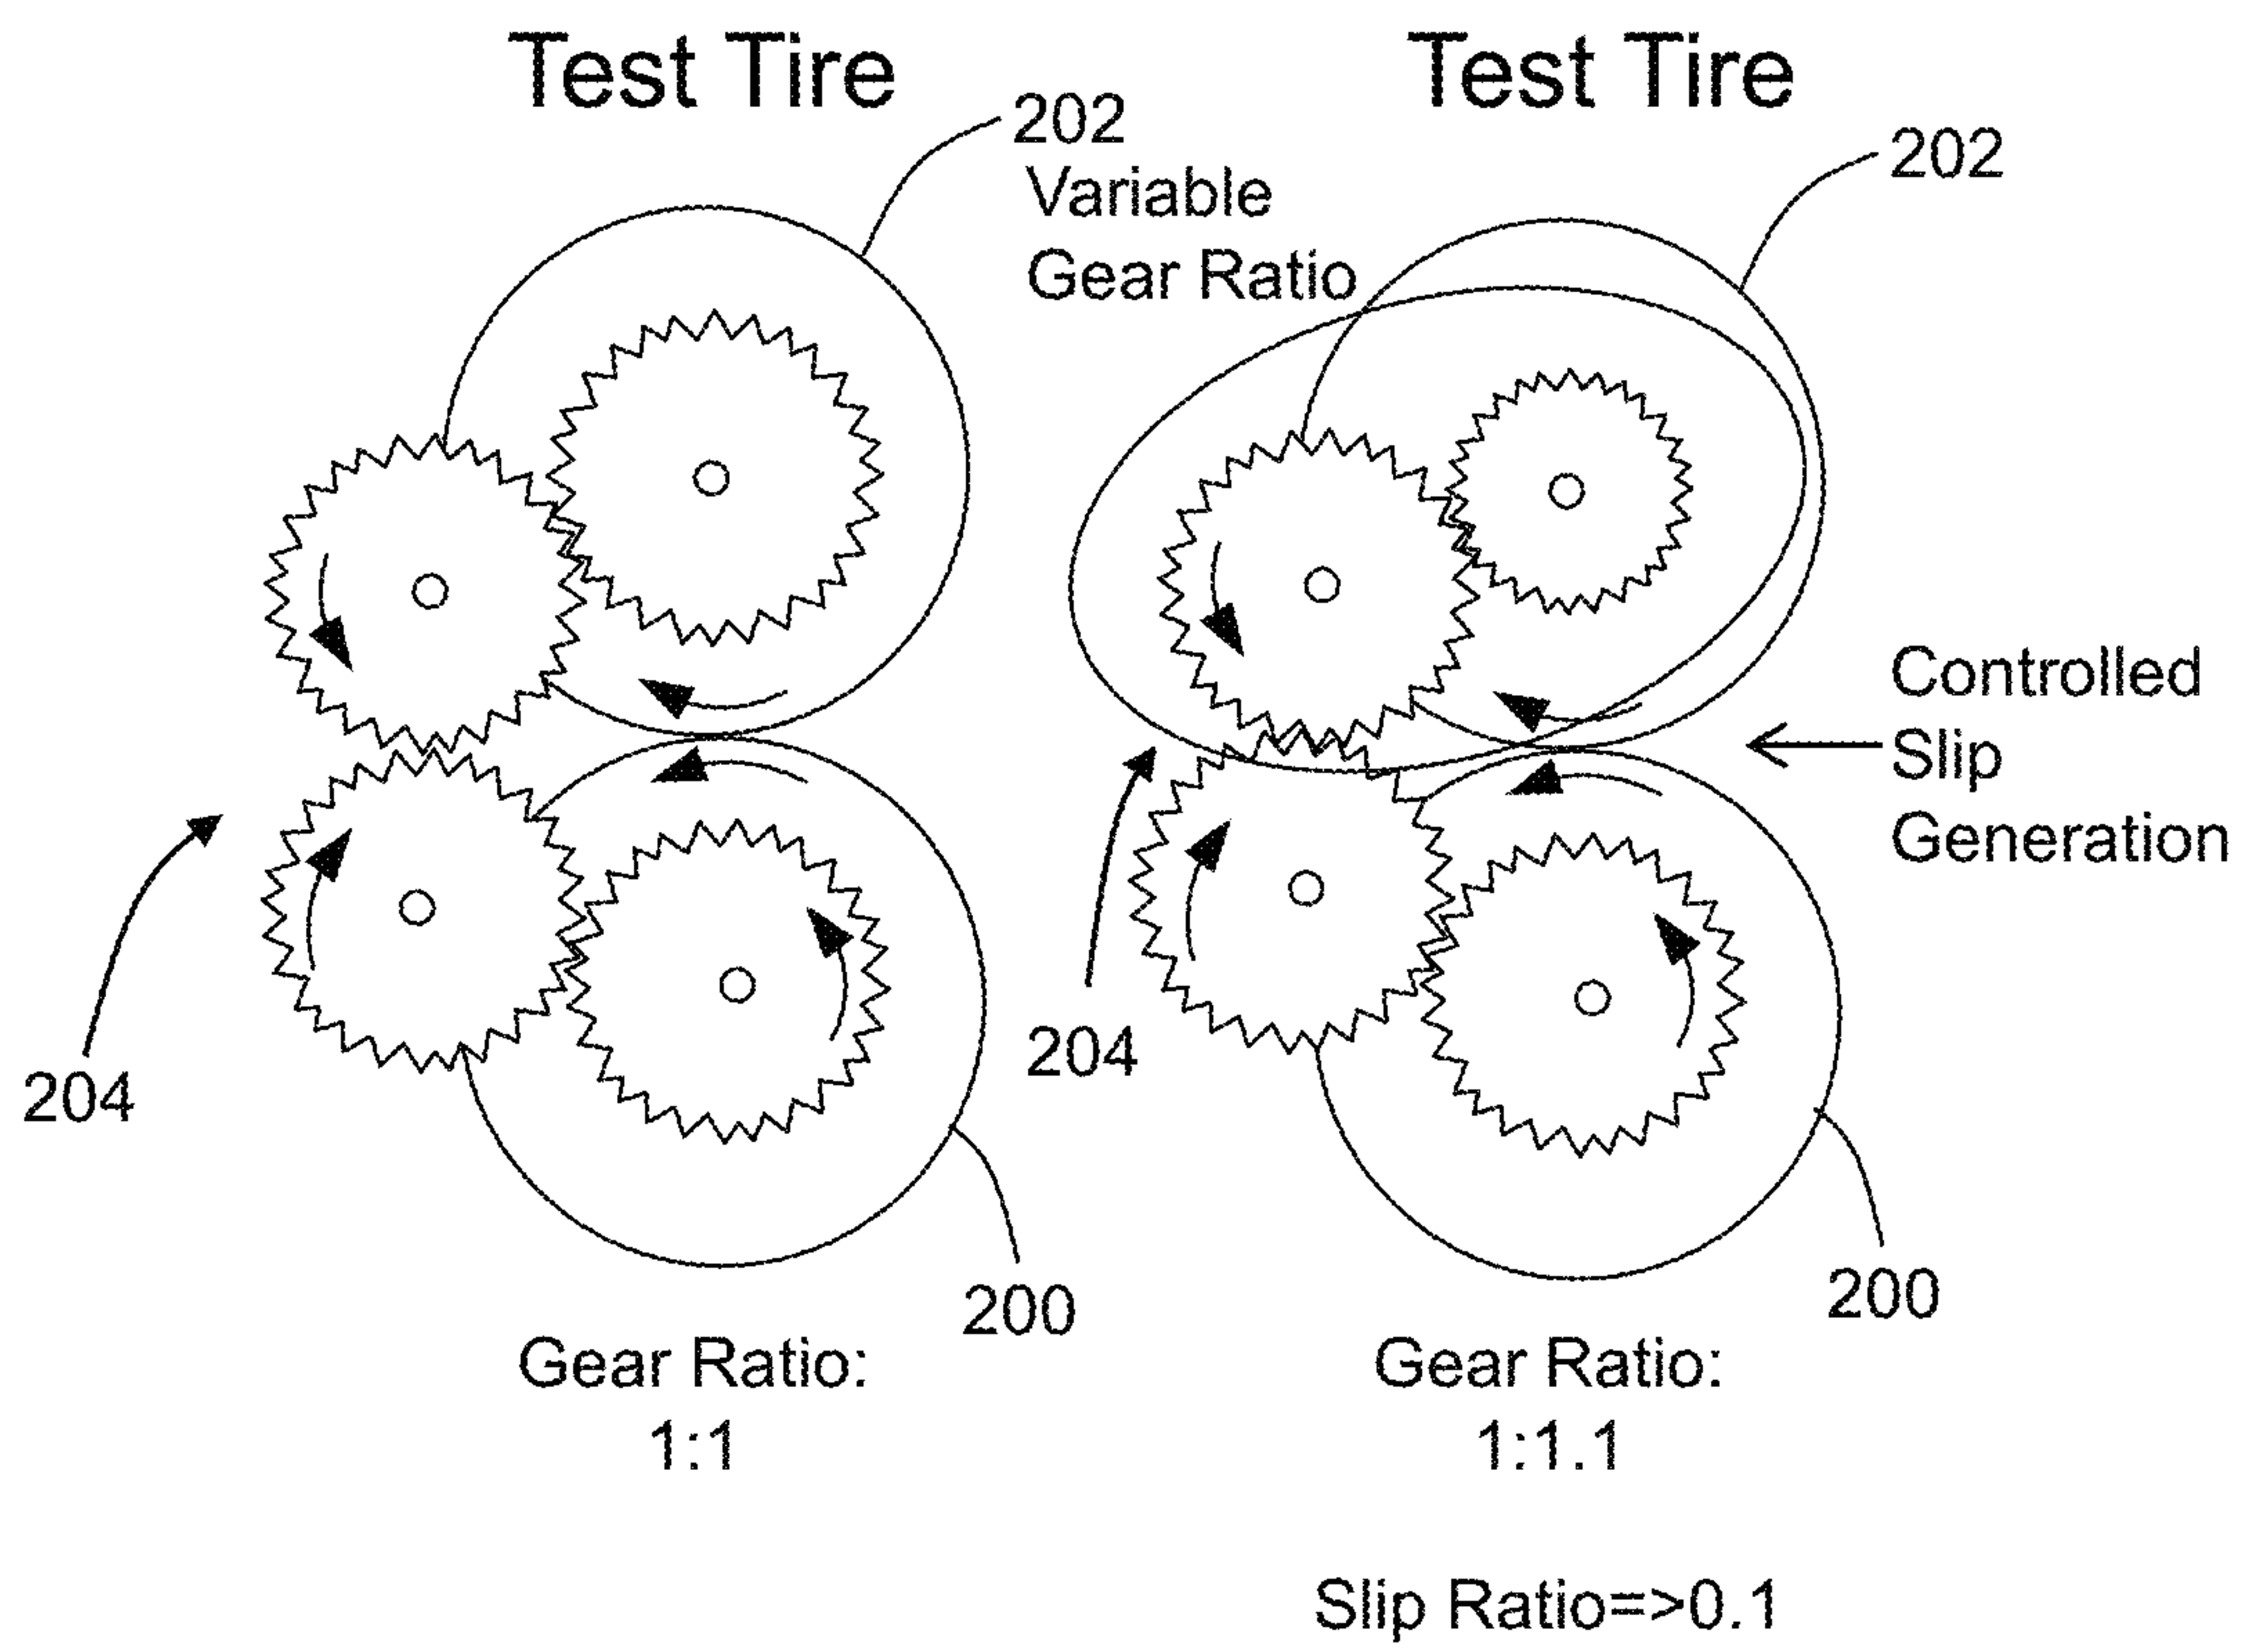 Test Tire
Test Tire
202
Variable
Gear Ratio
202
Controlled
Slip
Generation
204
204
200
200
Gear Ratio:
1:1
Gear Ratio:
1:1.1
Slip Ratio=>0.1